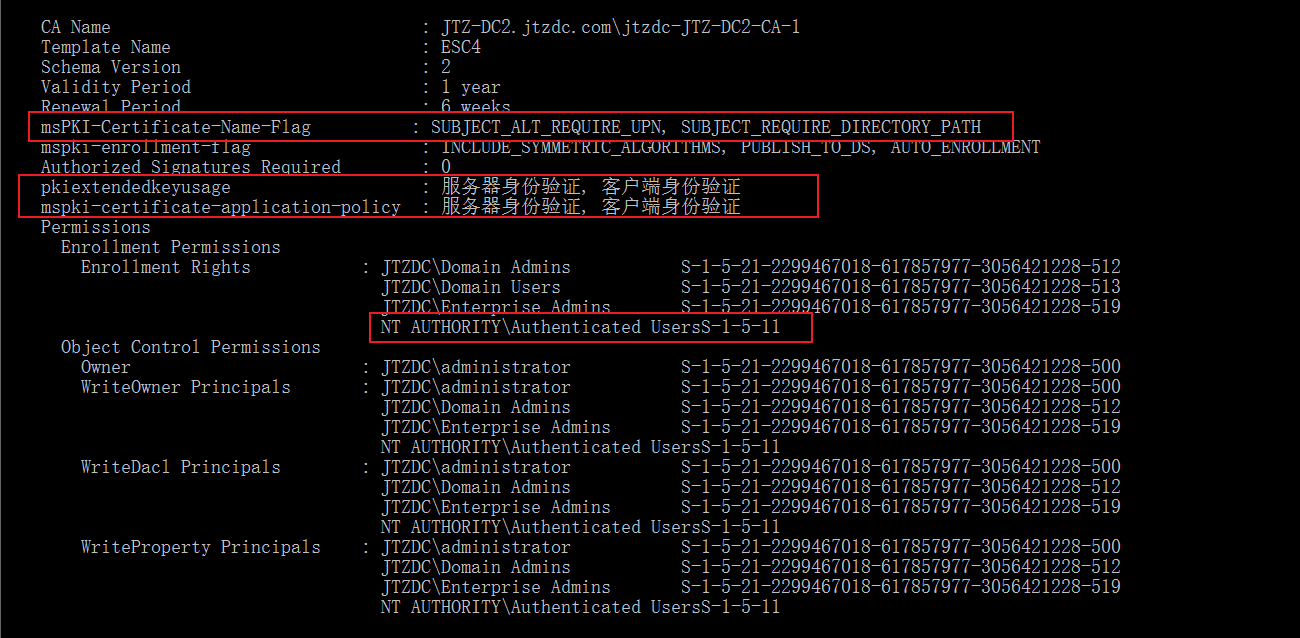 CA Name : JTZ-DC2.jtzdc.com\jtzdc-JTZ-DC2-CA-1
Template Name : ESC4
Schema Version : 2
Validity Period : 1 year
Renewal Period : 6 weeks
msPKI-Certificate-Name-Flag : SUBJECT_ALT_REQUIRE_UPN, SUBJECT_REQUIRE_DIRECTORY_PATH
mspki-enrollment-flag : INCLUDE_SYMMETRIC_ALGORITHMS, PUBLISH_TO_DS, AUTO_ENROLLMENT
Authorized Signatures Required : 0
pkiextendedkeyusage : 服务器身份验证, 客户端身份验证
mspki-certificate-application-policy : 服务器身份验证, 客户端身份验证
Permissions
Enrollment Permissions
Enrollment Rights : JTZDC\Domain Admins S-1-5-21-2299467018-617857977-3056421228-512
JTZDC\Domain Users S-1-5-21-2299467018-617857977-3056421228-513
JTZDC\Enterprise Admins S-1-5-21-2299467018-617857977-3056421228-519
NT AUTHORITY\Authenticated UsersS-1-5-11
Object Control Permissions
Owner : JTZDC\administrator S-1-5-21-2299467018-617857977-3056421228-500
WriteOwner Principals : JTZDC\administrator S-1-5-21-2299467018-617857977-3056421228-500
JTZDC\Domain Admins S-1-5-21-2299467018-617857977-3056421228-512
JTZDC\Enterprise Admins S-1-5-21-2299467018-617857977-3056421228-519
NT AUTHORITY\Authenticated UsersS-1-5-11
WriteDacl Principals : JTZDC\administrator S-1-5-21-2299467018-617857977-3056421228-500
JTZDC\Domain Admins S-1-5-21-2299467018-617857977-3056421228-512
JTZDC\Enterprise Admins S-1-5-21-2299467018-617857977-3056421228-519
NT AUTHORITY\Authenticated UsersS-1-5-11
WriteProperty Principals : JTZDC\administrator S-1-5-21-2299467018-617857977-3056421228-500
JTZDC\Domain Admins S-1-5-21-2299467018-617857977-3056421228-512
JTZDC\Enterprise Admins S-1-5-21-2299467018-617857977-3056421228-519
NT AUTHORITY\Authenticated UsersS-1-5-11